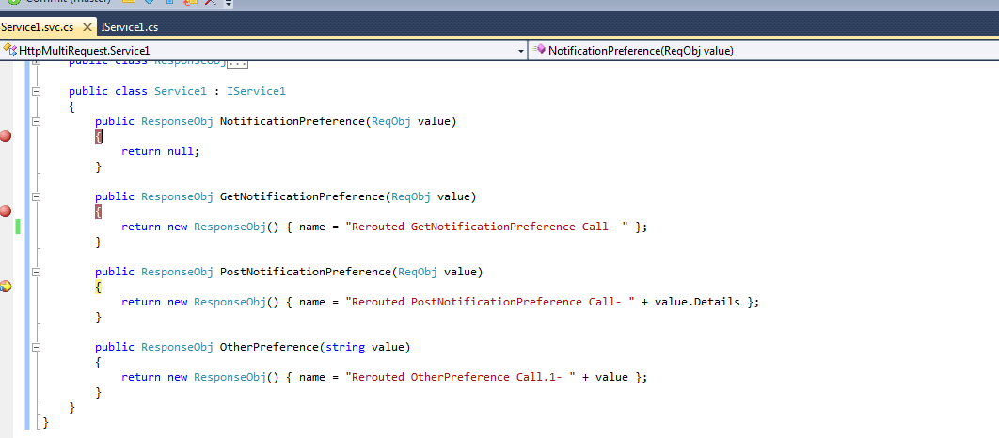 Commit (master)
Service1.svc.cs IService1.cs
HttpMultiRequest.Service1 NotificationPreference(ReqObj value)
public class ResponseObj...
public class Service1 : IService1
{
public ResponseObj NotificationPreference(ReqObj value)
{
return null;
}
public ResponseObj GetNotificationPreference(ReqObj value)
{
return new ResponseObj() { name = "Rerouted GetNotificationPreference Call- " };
}
public ResponseObj PostNotificationPreference(ReqObj value)
{
return new ResponseObj() { name = "Rerouted PostNotificationPreference Call- " + value.Details };
}
public ResponseObj OtherPreference(string value)
{
return new ResponseObj() { name = "Rerouted OtherPreference Call.1- " + value };
}
}
}